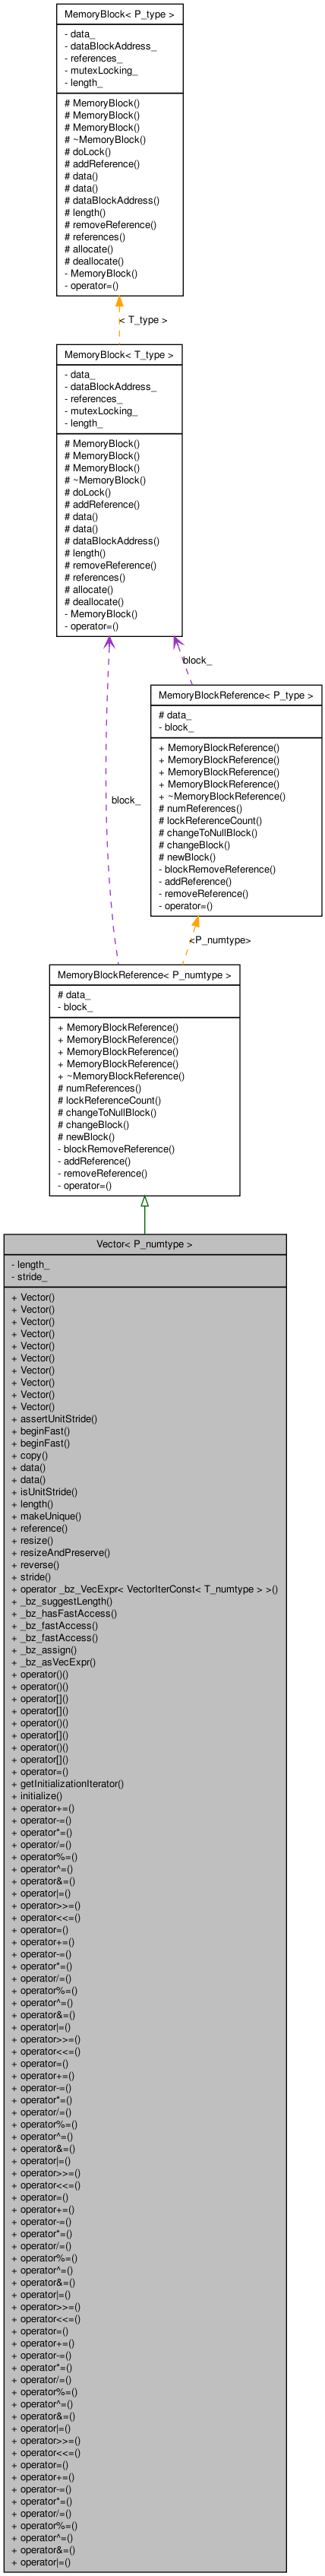 MemoryBlock< P_type >
- data_
- dataBlockAddress_
- references_
- mutexLocking_
- length_
# MemoryBlock()
# MemoryBlock()
# MemoryBlock()
# ~MemoryBlock()
# doLock()
# addReference()
# data()
# data()
# dataBlockAddress()
# length()
# removeReference()
# references()
# allocate()
# deallocate()
- MemoryBlock()
- operator=()
< T_type >
MemoryBlock< T_type >
- data_
- dataBlockAddress_
- references_
- mutexLocking_
- length_
# MemoryBlock()
# MemoryBlock()
# MemoryBlock()
# ~MemoryBlock()
# doLock()
# addReference()
# data()
# data()
# dataBlockAddress()
# length()
# removeReference()
# references()
# allocate()
# deallocate()
- MemoryBlock()
- operator=()
block_
MemoryBlockReference< P_type >
# data_
- block_
+ MemoryBlockReference()
+ MemoryBlockReference()
+ MemoryBlockReference()
+ MemoryBlockReference()
+ ~MemoryBlockReference()
# numReferences()
# lockReferenceCount()
# changeToNullBlock()
# changeBlock()
# newBlock()
- blockRemoveReference()
- addReference()
- removeReference()
- operator=()
block_
<P_numtype>
MemoryBlockReference< P_numtype >
# data_
- block_
+ MemoryBlockReference()
+ MemoryBlockReference()
+ MemoryBlockReference()
+ MemoryBlockReference()
+ ~MemoryBlockReference()
# numReferences()
# lockReferenceCount()
# changeToNullBlock()
# changeBlock()
# newBlock()
- blockRemoveReference()
- addReference()
- removeReference()
- operator=()
Vector< P_numtype >
- length_
- stride_
+ Vector()
+ Vector()
+ Vector()
+ Vector()
+ Vector()
+ Vector()
+ Vector()
+ Vector()
+ Vector()
+ Vector()
+ assertUnitStride()
+ beginFast()
+ beginFast()
+ copy()
+ data()
+ data()
+ isUnitStride()
+ length()
+ makeUnique()
+ reference()
+ resize()
+ resizeAndPreserve()
+ reverse()
+ stride()
+ operator _bz_VecExpr< VectorIterConst< T_numtype > >()
+ _bz_suggestLength()
+ _bz_hasFastAccess()
+ _bz_fastAccess()
+ _bz_fastAccess()
+ _bz_assign()
+ _bz_asVecExpr()
+ operator()()
+ operator()()
+ operator[]()
+ operator[]()
+ operator()()
+ operator[]()
+ operator()()
+ operator[]()
+ operator=()
+ getInitializationIterator()
+ initialize()
+ operator+=()
+ operator-=()
+ operator*=()
+ operator/=()
+ operator%=()
+ operator^=()
+ operator&=()
+ operator|=()
+ operator>>=()
+ operator<<=()
+ operator=()
+ operator+=()
+ operator-=()
+ operator*=()
+ operator/=()
+ operator%=()
+ operator^=()
+ operator&=()
+ operator|=()
+ operator>>=()
+ operator<<=()
+ operator=()
+ operator+=()
+ operator-=()
+ operator*=()
+ operator/=()
+ operator%=()
+ operator^=()
+ operator&=()
+ operator|=()
+ operator>>=()
+ operator<<=()
+ operator=()
+ operator+=()
+ operator-=()
+ operator*=()
+ operator/=()
+ operator%=()
+ operator^=()
+ operator&=()
+ operator|=()
+ operator>>=()
+ operator<<=()
+ operator=()
+ operator+=()
+ operator-=()
+ operator*=()
+ operator/=()
+ operator%=()
+ operator^=()
+ operator&=()
+ operator|=()
+ operator>>=()
+ operator<<=()
+ operator=()
+ operator+=()
+ operator-=()
+ operator*=()
+ operator/=()
+ operator%=()
+ operator^=()
+ operator&=()
+ operator|=()